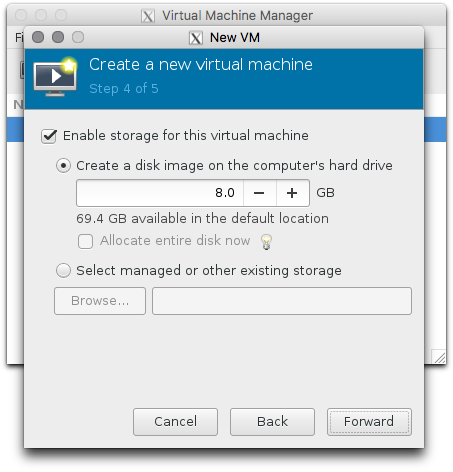 Virtual Machine Manager
Fi
New VM
Create a new virtual machine
Step 4 of 5
N
Enable storage for this virtual machine
Create a disk image on the computer's hard drive
8.0 − + GB
69.4 GB available in the default location
Allocate entire disk now
Select managed or other existing storage
Browse...
Cancel Back Forward